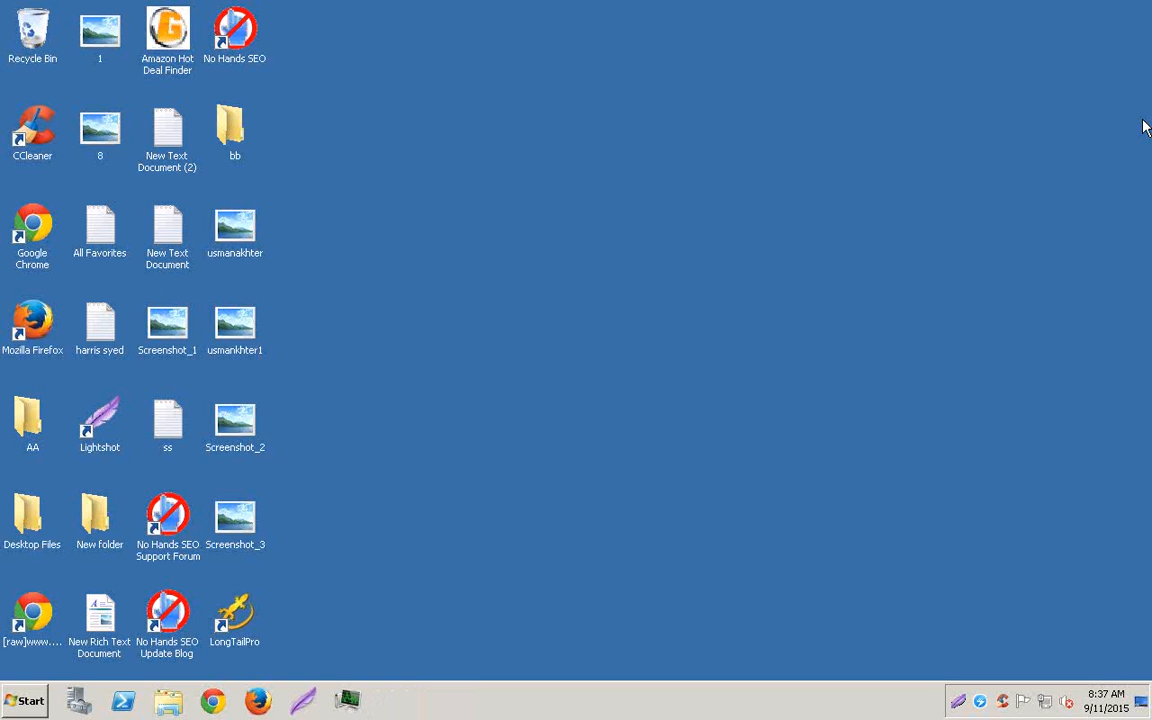 Recycle Bin
1
Amazon Hot
Deal Finder
No Hands SEO
CCleaner
8
New Text
Document (2)
bb
Google
Chrome
All Favorites
New Text
Document
usmanakhter
Mozilla Firefox
harris syed
Screenshot_1
usmankhter1
AA
Lightshot
ss
Screenshot_2
Desktop Files
New folder
No Hands SEO
Support Forum
Screenshot_3
[raw]www....
New Rich Text
Document
No Hands SEO
Update Blog
LongTailPro
Start
8:37 AM
9/11/2015